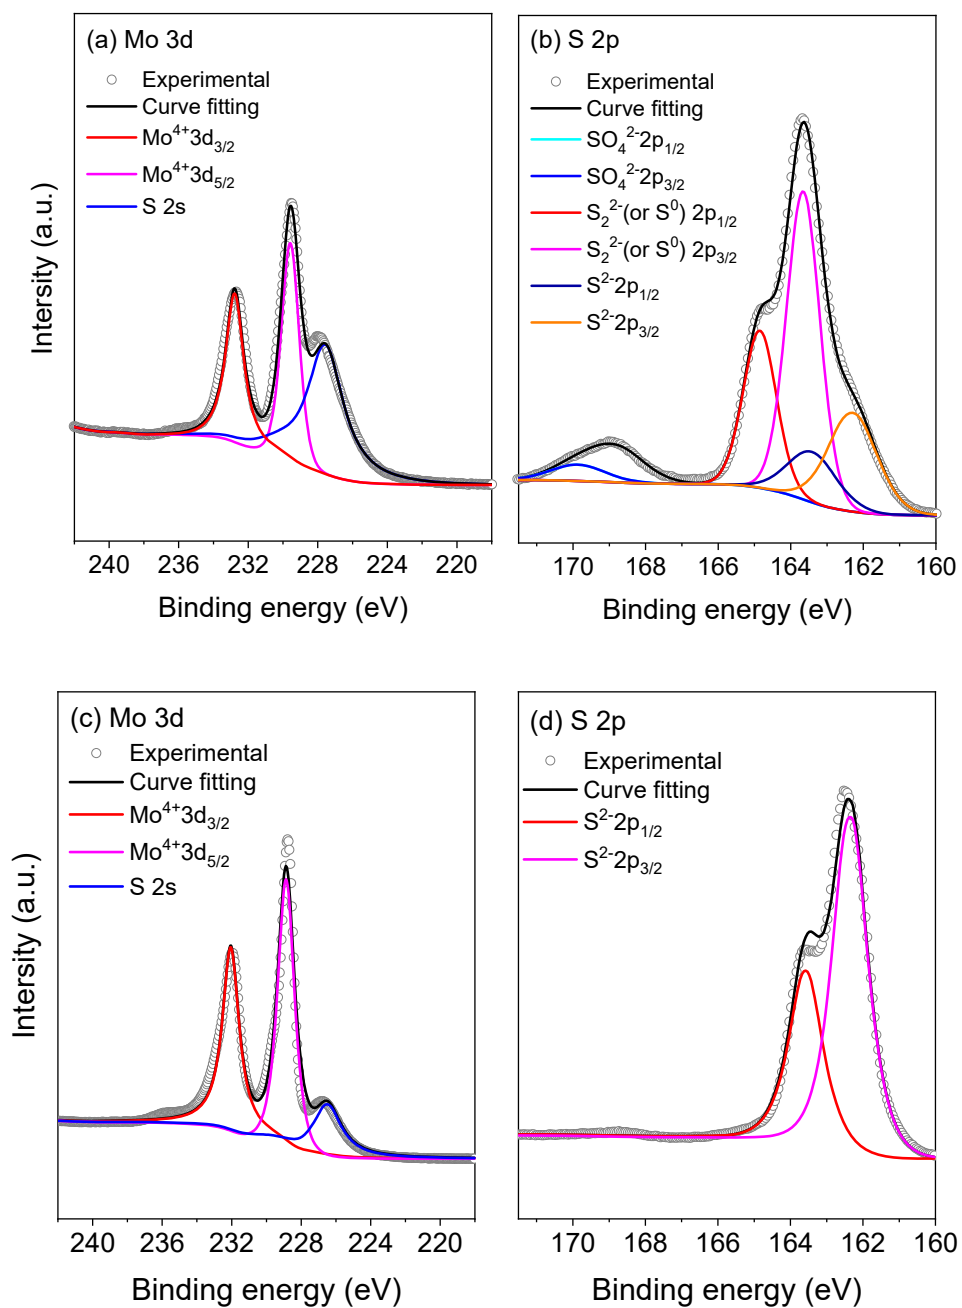 (a) Mo 3d
Experimental
Curve fitting
Mo⁴⁺3d₃/₂
Mo⁴⁺3d₅/₂
S 2s
Intersity (a.u.)
240 236 232 228 224 220
Binding energy (eV)
(b) S 2p
Experimental
Curve fitting
SO₄²⁻2p₁/₂
SO₄²⁻2p₃/₂
S₂²⁻(or S⁰) 2p₁/₂
S₂²⁻(or S⁰) 2p₃/₂
S²⁻2p₁/₂
S²⁻2p₃/₂
170 168 166 164 162 160
Binding energy (eV)
(c) Mo 3d
Experimental
Curve fitting
Mo⁴⁺3d₃/₂
Mo⁴⁺3d₅/₂
S 2s
Intersity (a.u.)
240 236 232 228 224 220
Binding energy (eV)
(d) S 2p
Experimental
Curve fitting
S²⁻2p₁/₂
S²⁻2p₃/₂
170 168 166 164 162 160
Binding energy (eV)